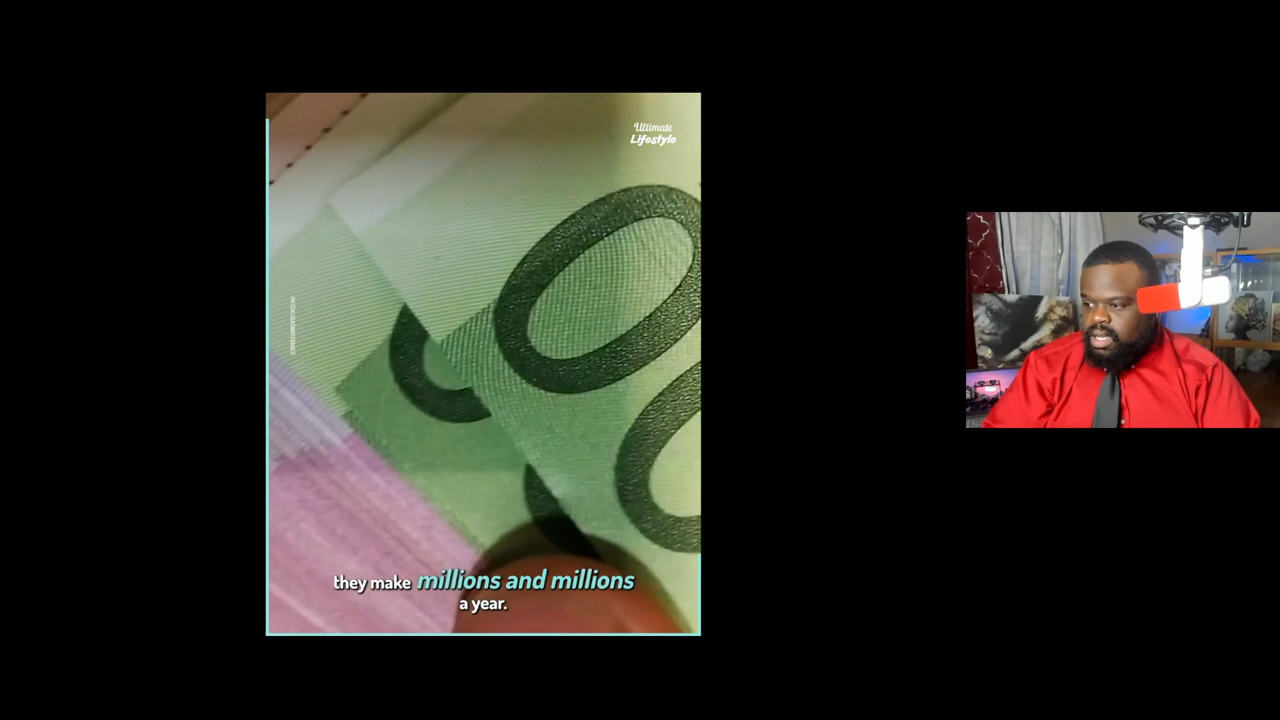 Ultimate
Lifestyle
they make millions and millions
a year.